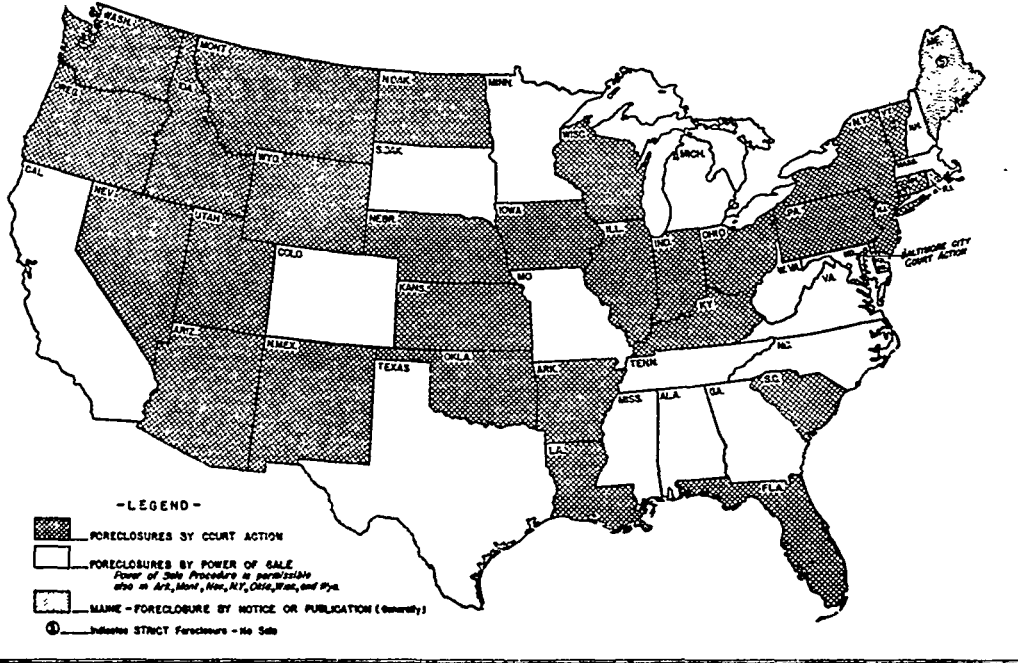 WASH.
MONT.
N.DAK.
MINN.
OREG.
IDA.
WISC.
MICH.
ME.
N.Y.
VT.
N.H.
MASS.
R.I.
S.DAK.
WYO.
CAL.
NEV.
UTAH
NEBR.
IOWA
ILL.
IND.
OHIO
PA.
N.J.
BALTIMORE CITY
COURT ACTION
COLO.
KANS.
MO.
KY.
W.VA.
VA.
MD.
ARIZ.
N.MEX.
TEXAS
OKLA.
ARK.
TENN.
N.C.
S.C.
MISS.
ALA.
GA.
LA.
FLA.
-LEGEND-
FORECLOSURES BY COURT ACTION
FORECLOSURES BY POWER OF SALE
Power of Sale Procedure is permissible
also in Ark., Mont., Nev., N.Y., Okla., and Wyo.
MAINE - FORECLOSURE BY NOTICE OR PUBLICATION (Generally)
Indicates STRICT Foreclosure - No Sale